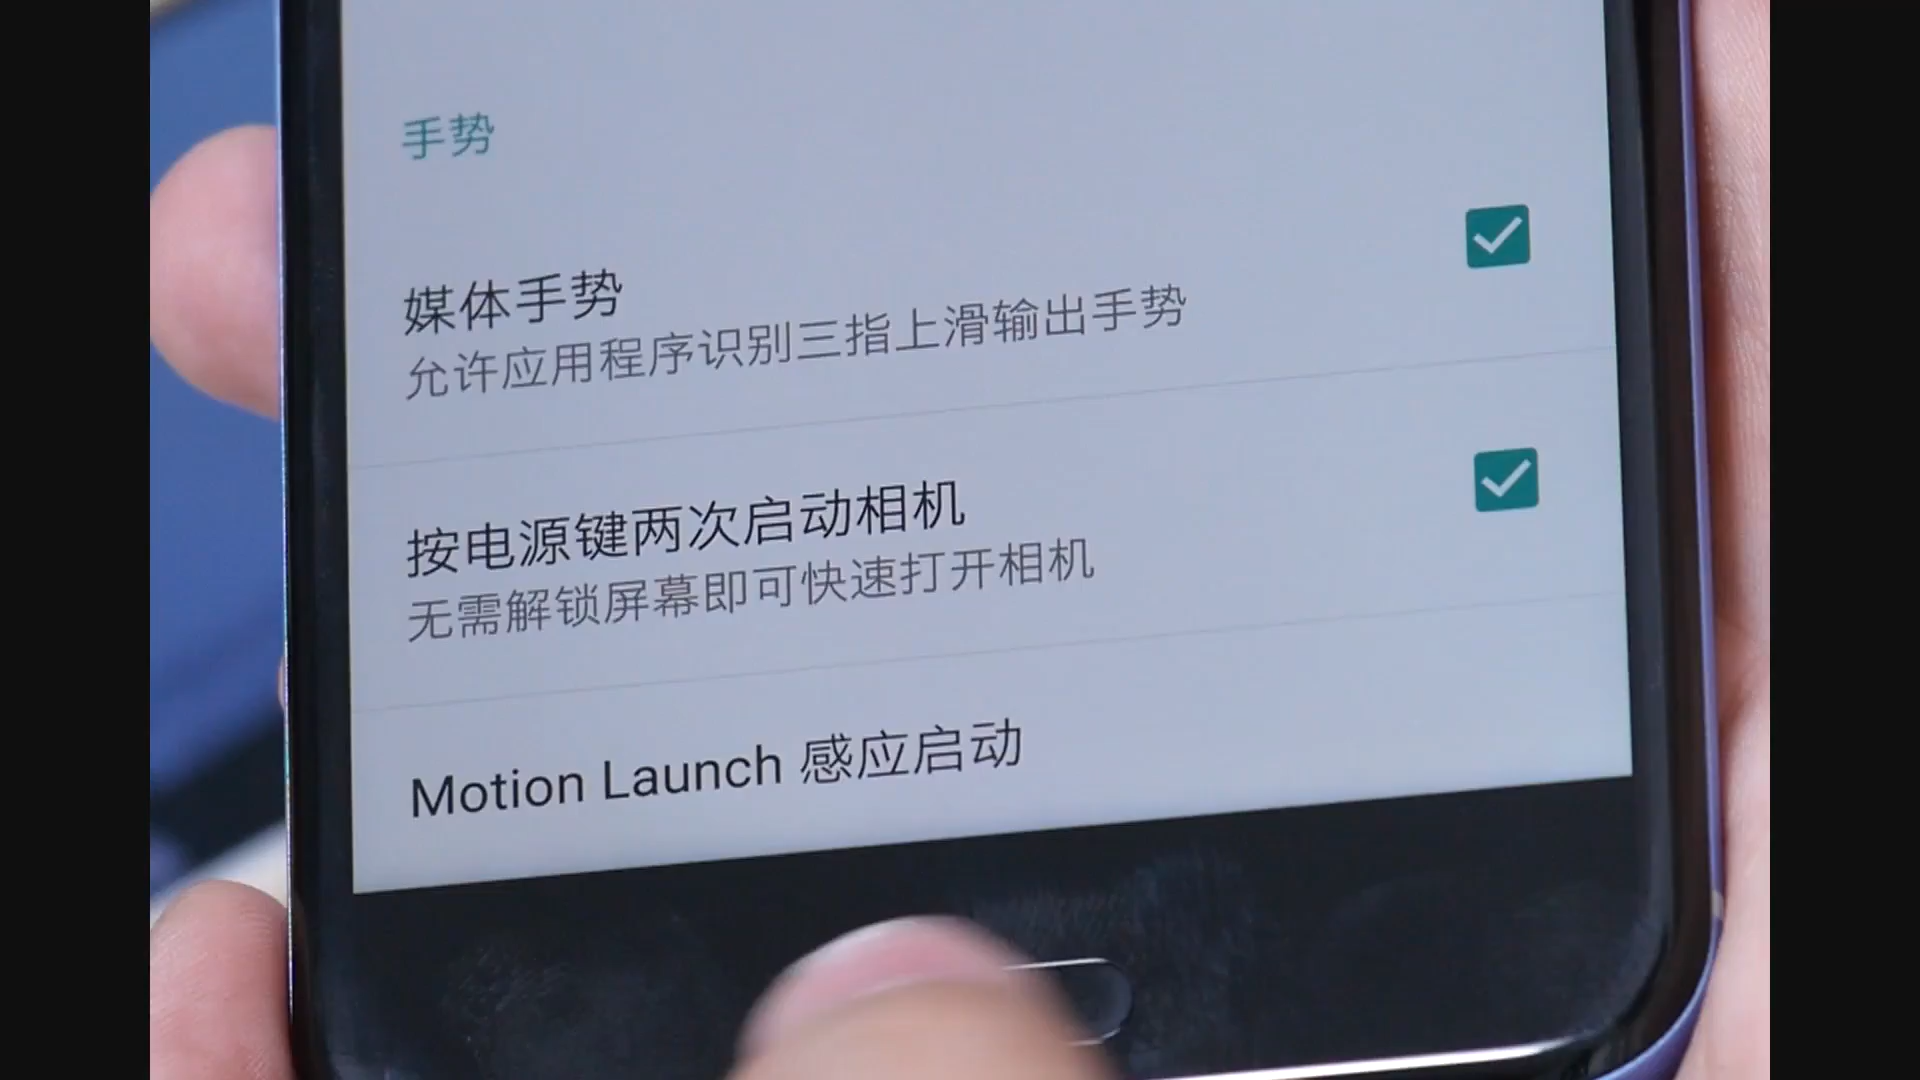 手势
媒体手势
允许应用程序识别三指上滑输出手势
按电源键两次启动相机
无需解锁屏幕即可快速打开相机
Motion Launch 感应启动